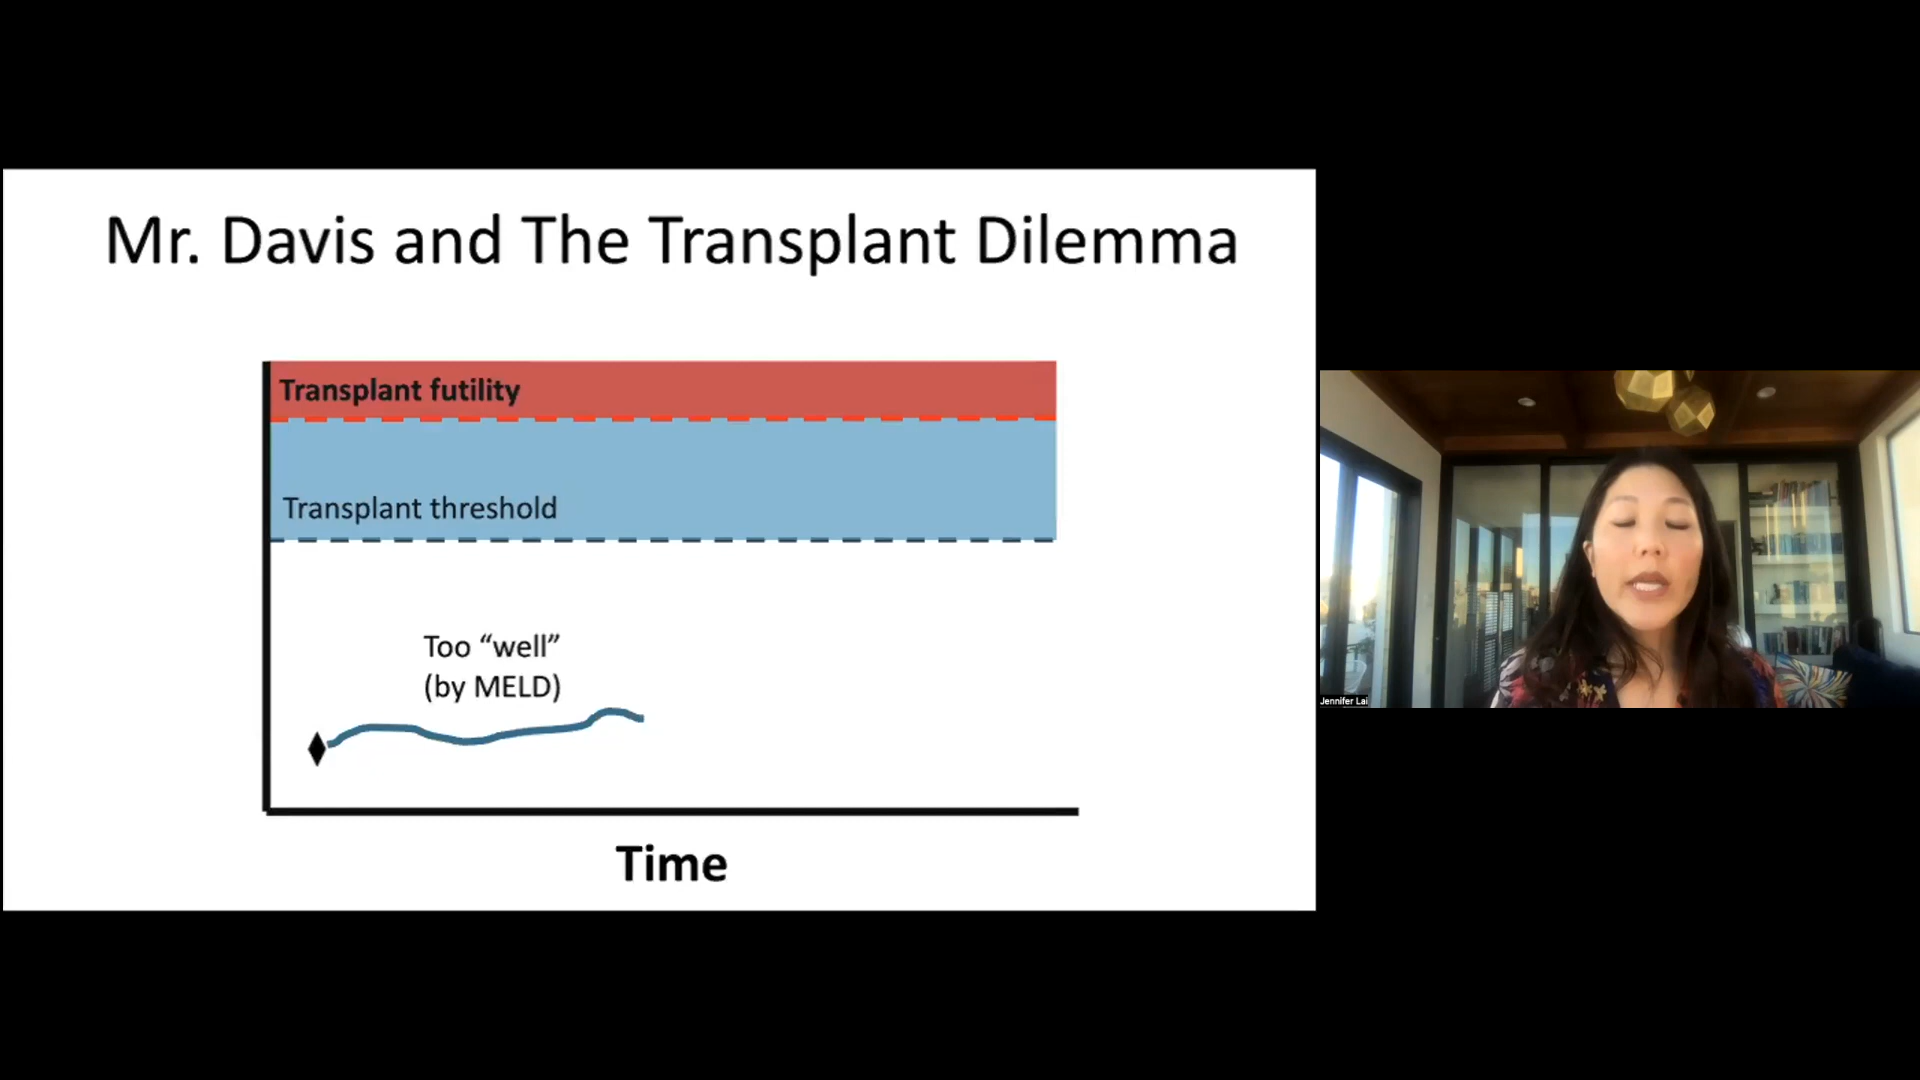 Mr. Davis and The Transplant Dilemma
Transplant futility
Transplant threshold
Too “well”
(by MELD)
Time
Jennifer Lai